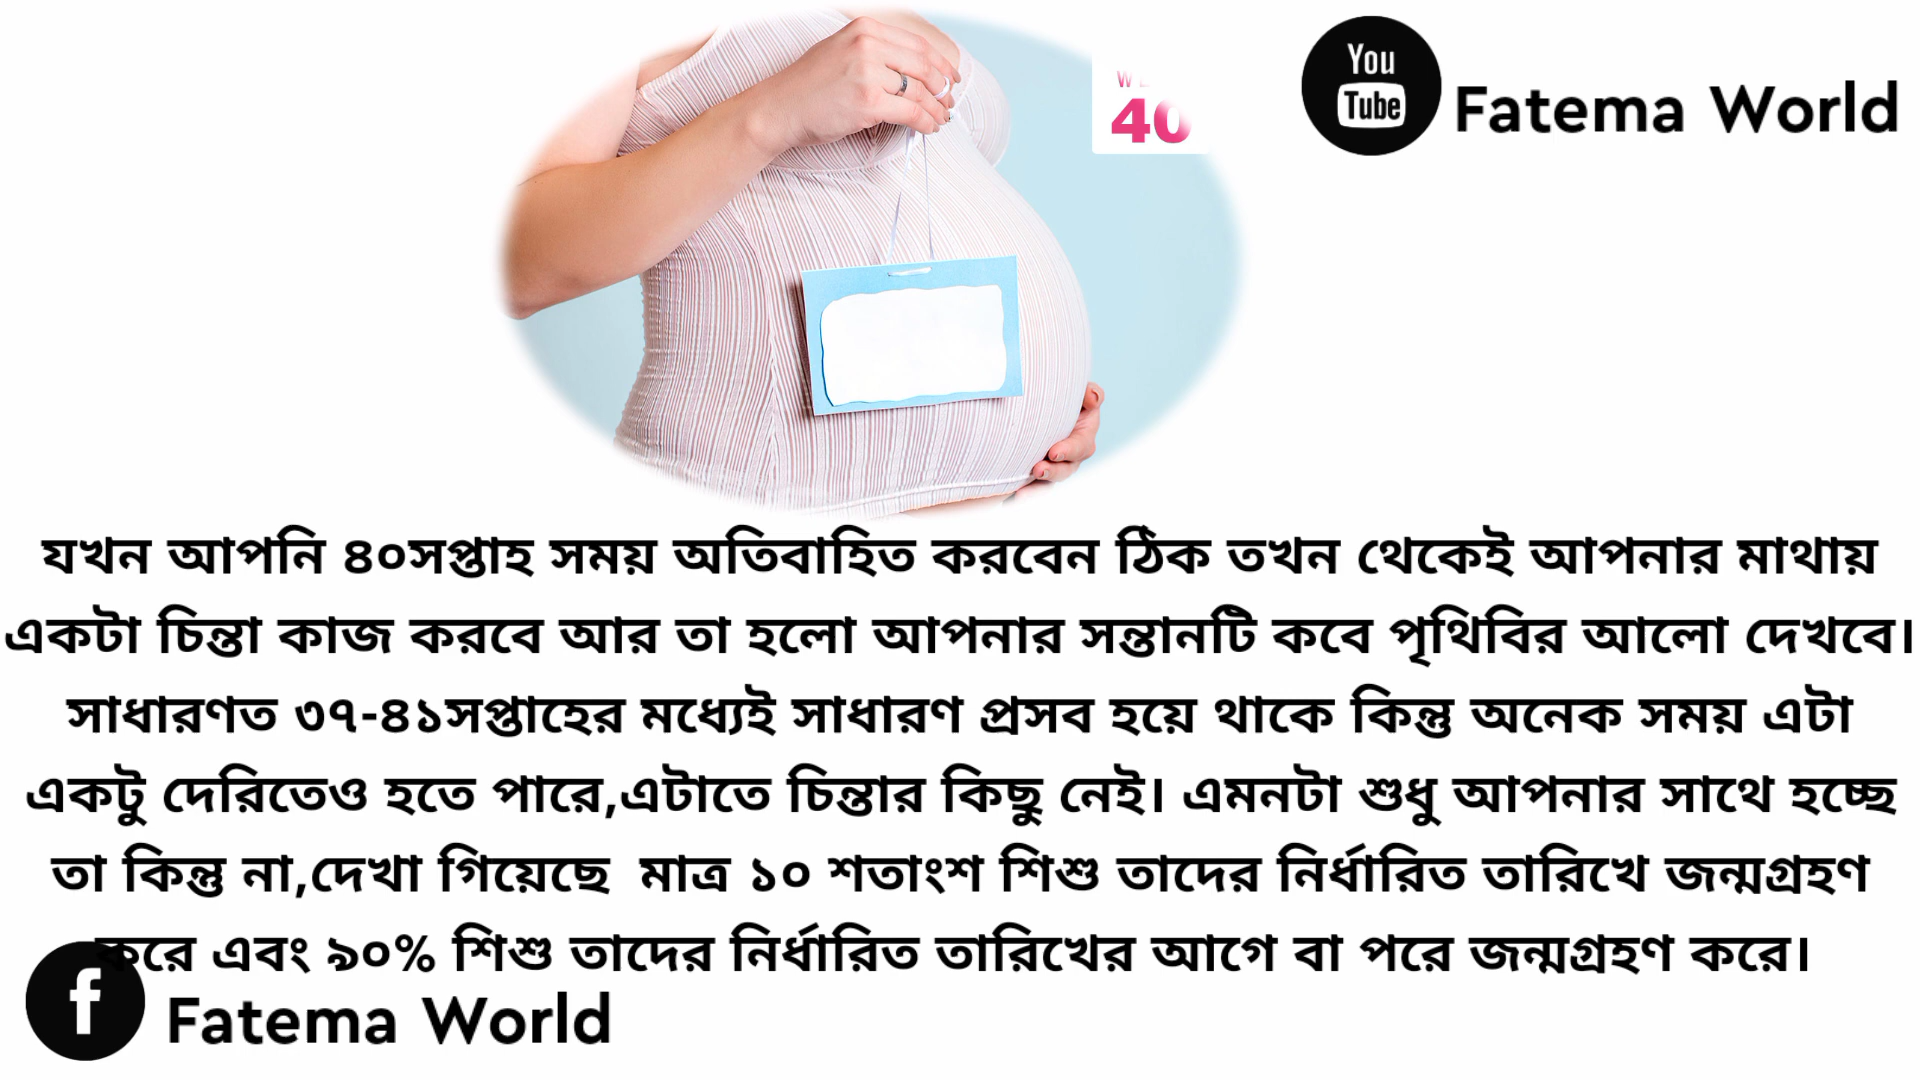 40
You
Tube
Fatema World
যখন আপনি ৪০সপ্তাহ সময় অতিবাহিত করবেন ঠিক তখন থেকেই আপনার মাথায়
একটা চিন্তা কাজ করবে আর তা হলো আপনার সন্তানটি কবে পৃথিবির আলো দেখবে।
সাধারণত ৩৭-৪১সপ্তাহের মধ্যেই সাধারণ প্রসব হয়ে থাকে কিন্তু অনেক সময় এটা
একটু দেরিতেও হতে পারে,এটাতে চিন্তার কিছু নেই। এমনটা শুধু আপনার সাথে হচ্ছে
তা কিন্তু না,দেখা গিয়েছে  মাত্র ১০ শতাংশ শিশু তাদের নির্ধারিত তারিখে জন্মগ্রহণ
করে এবং ৯০% শিশু তাদের নির্ধারিত তারিখের আগে বা পরে জন্মগ্রহণ করে।
f
Fatema World